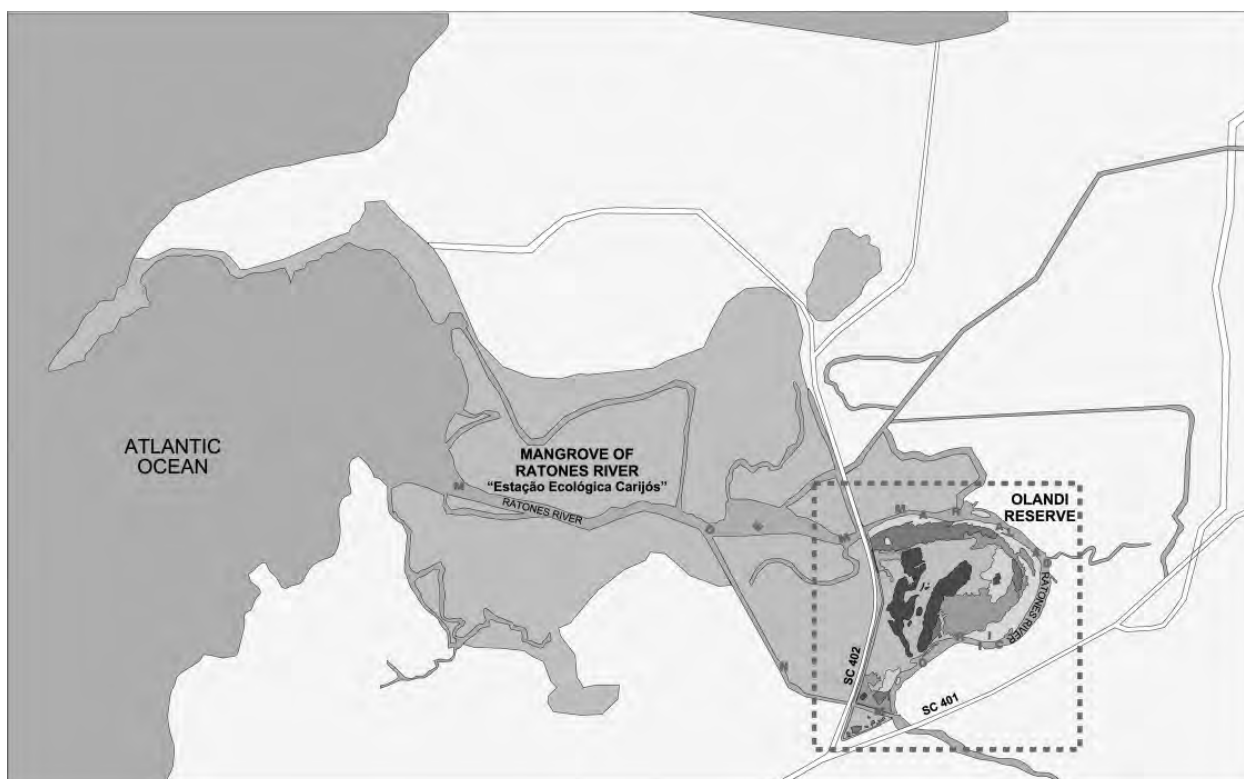 ATLANTIC
OCEAN
MANGROVE OF
RATONES RIVER
“Estação Ecológica Carijós”
RATONES RIVER
OLANDI
RESERVE
RATONES RIVER
SC 402
SC 401